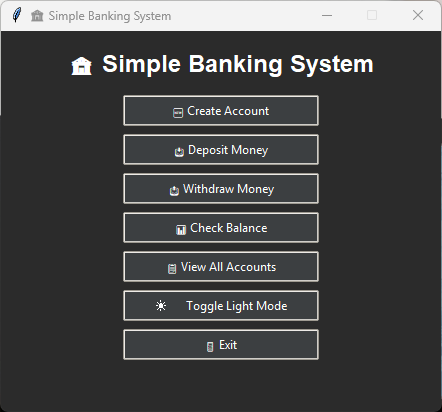 Simple Banking System
Simple Banking System
Create Account
Deposit Money
Withdraw Money
Check Balance
View All Accounts
Toggle Light Mode
Exit